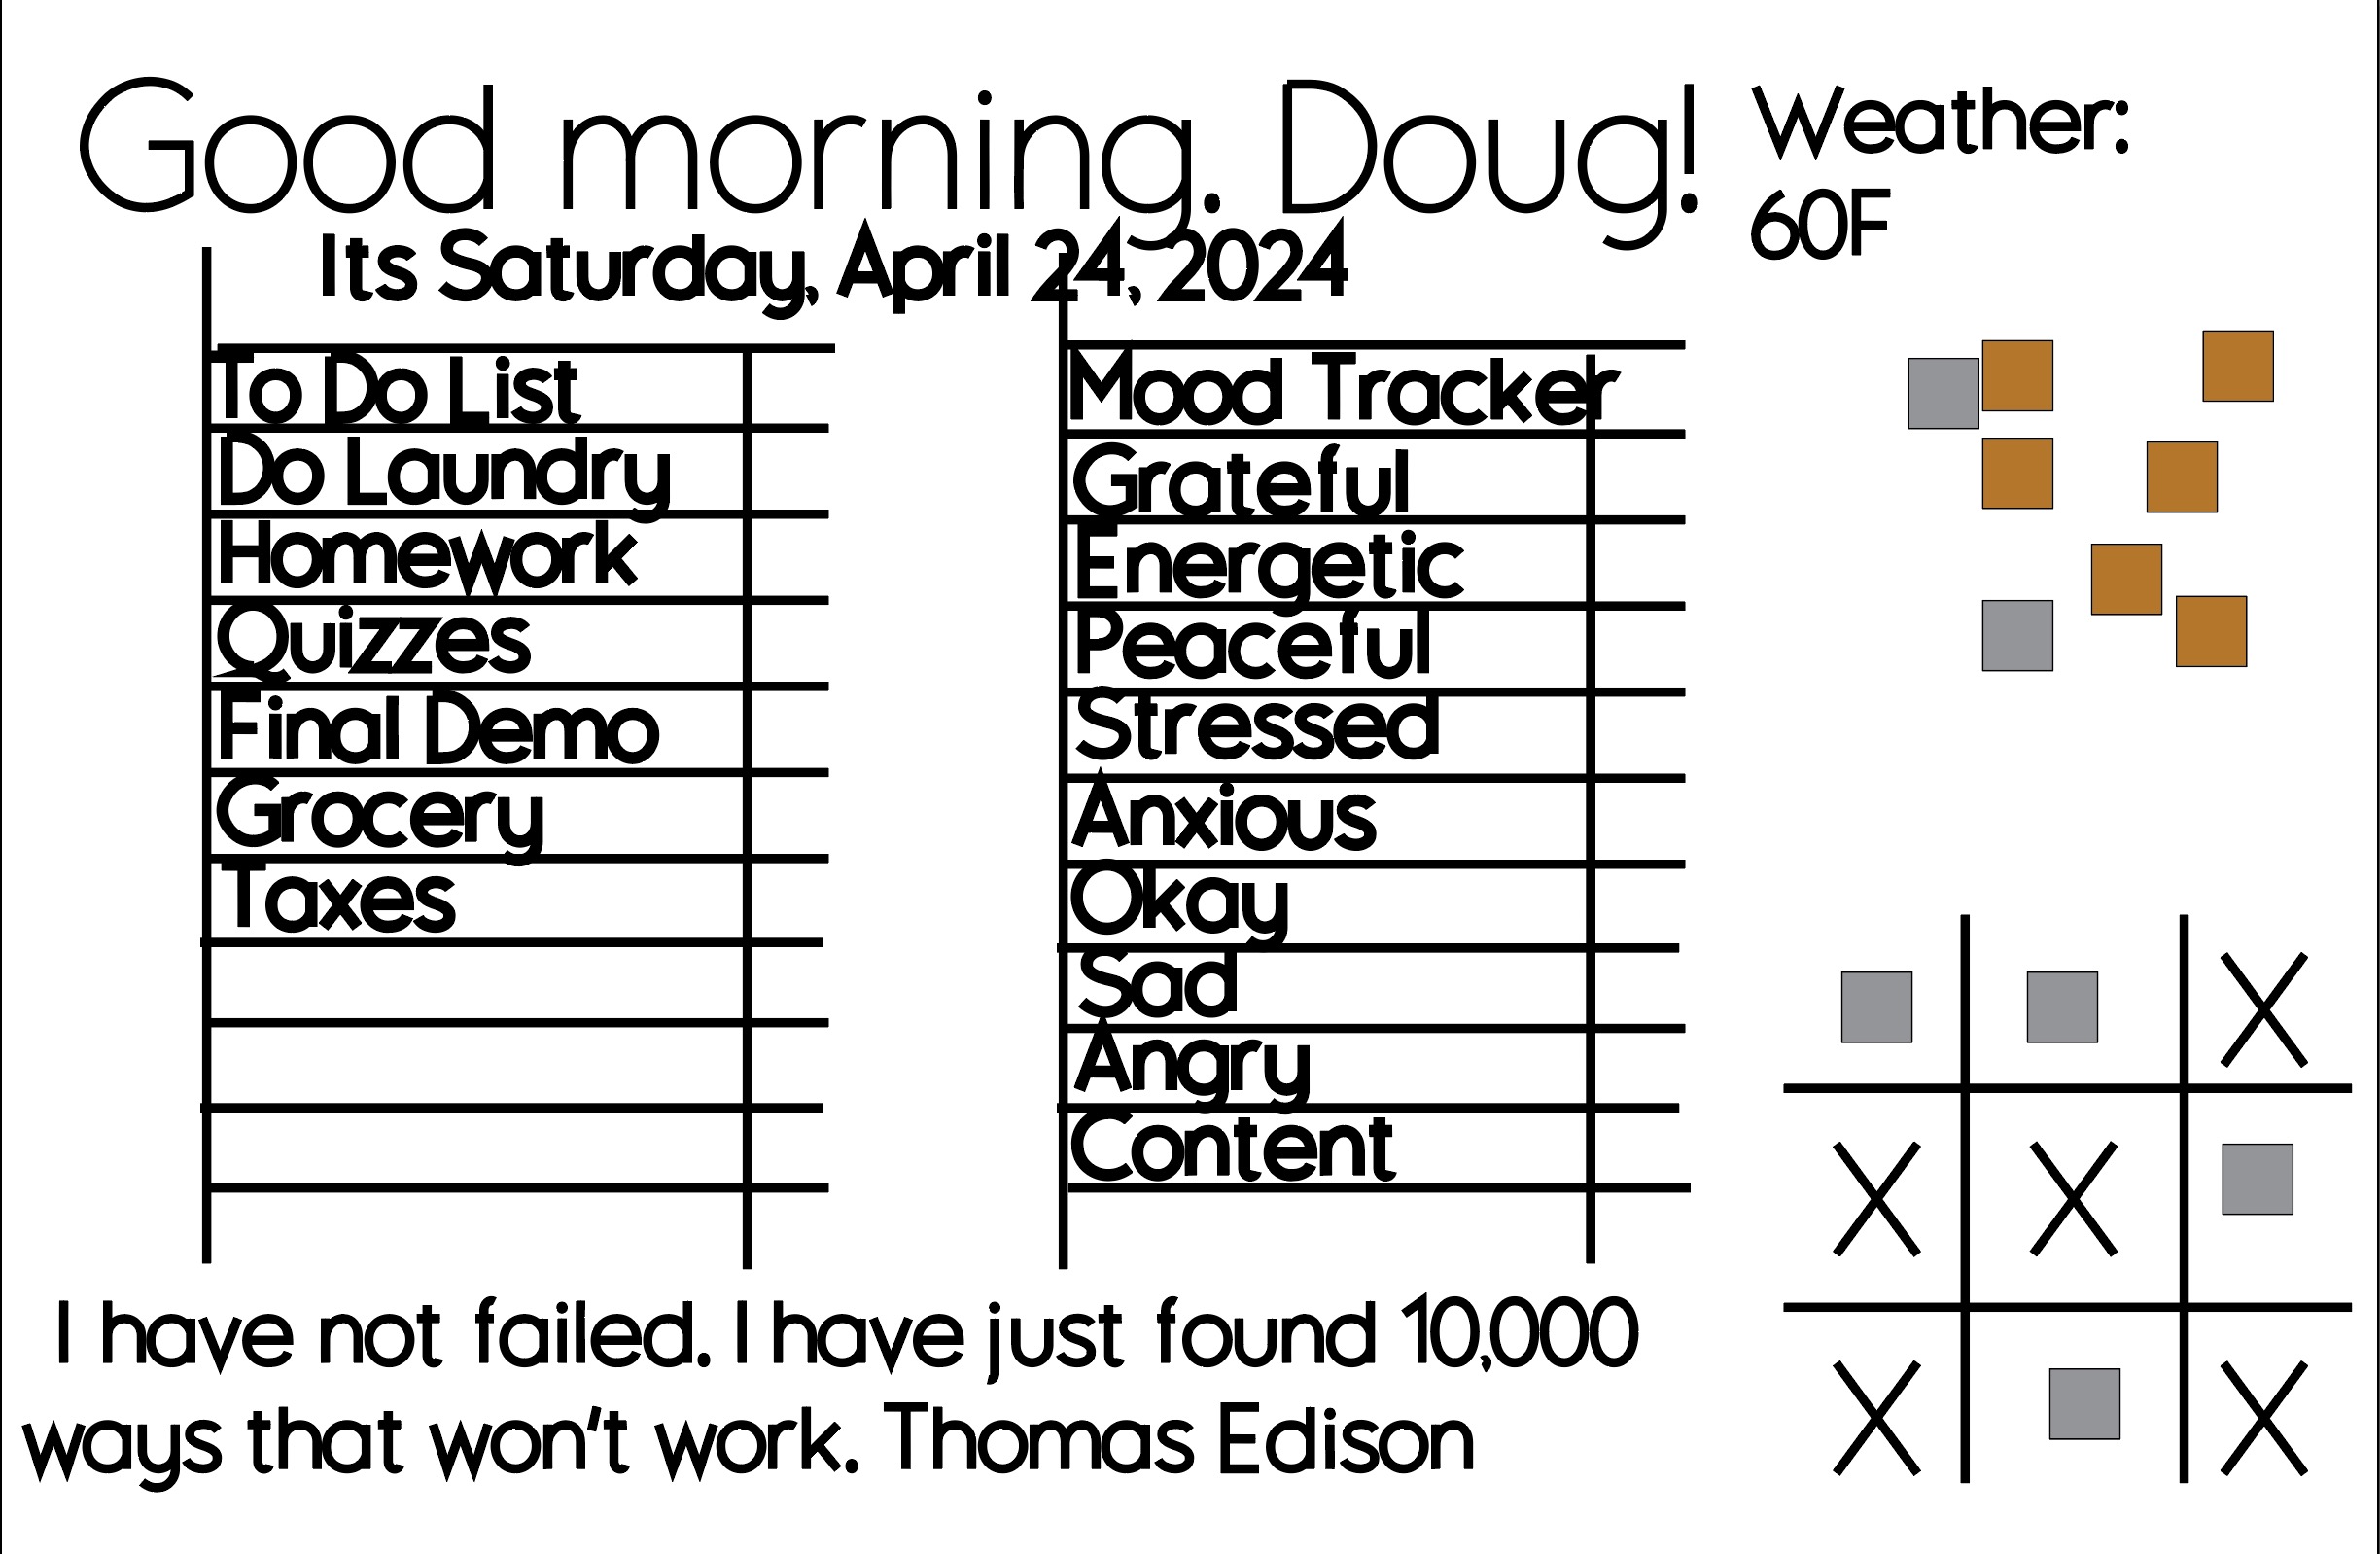 Good morning. Doug!
Its Saturday, April 24, 2024
Weather:
60F
To Do List
Do Laundry
Homework
Quizzes
Final Demo
Grocery
Taxes
Mood Tracker
Grateful
Energetic
Peaceful
Stressed
Anxious
Okay
Sad
Angry
Content
X
X X
X X
I have not failed. I have just found 10,000
ways that won't work. Thomas Edison